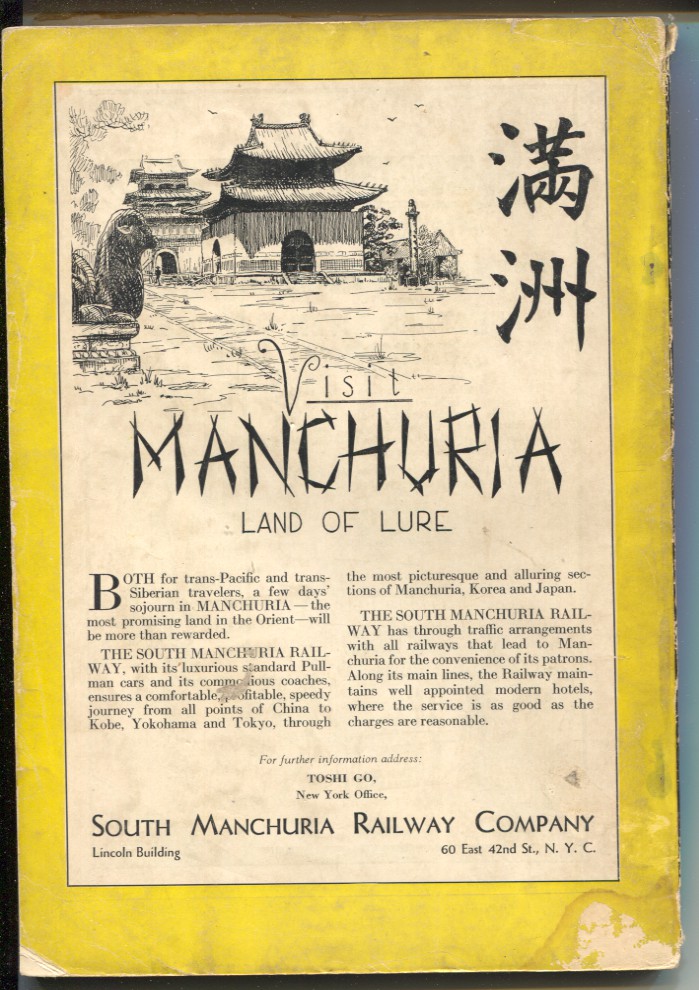 滿洲
Visit
MANCHURIA
LAND OF LURE
BOTH for trans-Pacific and trans-
Siberian travelers, a few days'
sojourn in MANCHURIA—the
most promising land in the Orient—will
be more than rewarded.
THE SOUTH MANCHURIA RAIL-
WAY, with its luxurious standard Pull-
man cars and its commodious coaches,
ensures a comfortable, profitable, speedy
journey from all points of China to
Kobe, Yokohama and Tokyo, through
the most picturesque and alluring sec-
tions of Manchuria, Korea and Japan.
THE SOUTH MANCHURIA RAIL-
WAY has through traffic arrangements
with all railways that lead to Man-
churia for the convenience of its patrons.
Along its main lines, the Railway main-
tains well appointed modern hotels,
where the service is as good as the
charges are reasonable.
For further information address:
TOSHI GO,
New York Office,
SOUTH MANCHURIA RAILWAY COMPANY
Lincoln Building
60 East 42nd St., N. Y. C.